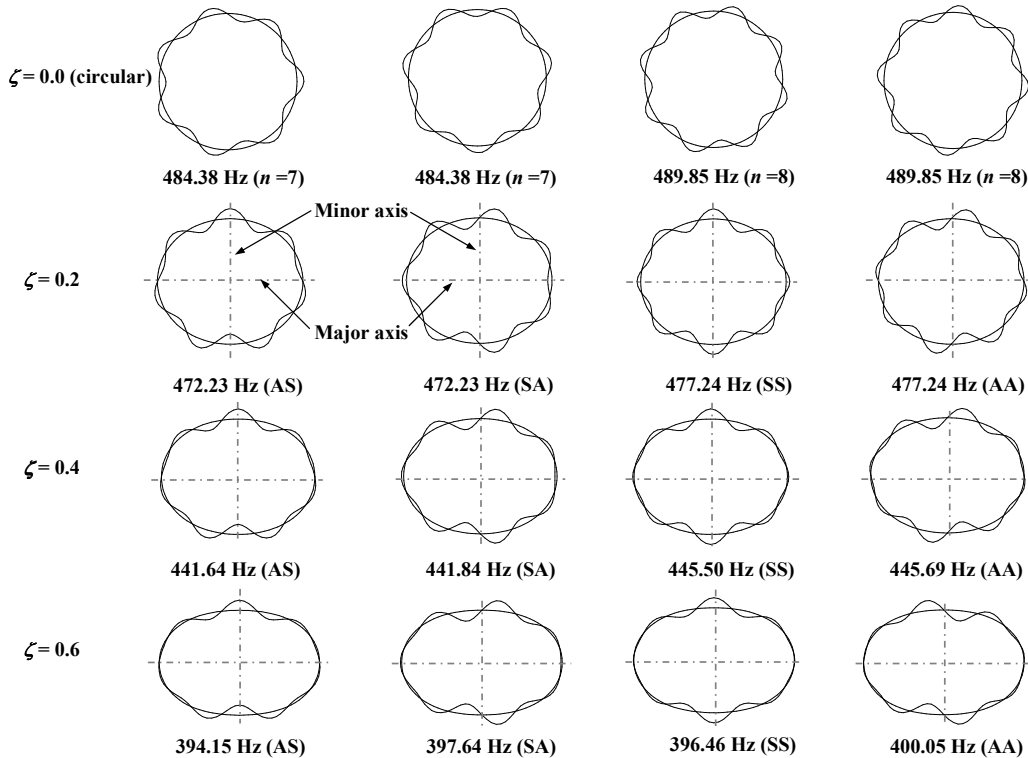 ζ = 0.0 (circular)
484.38 Hz (n =7)
484.38 Hz (n =7)
489.85 Hz (n =8)
489.85 Hz (n =8)
Minor axis
ζ = 0.2
Major axis
472.23 Hz (AS)
472.23 Hz (SA)
477.24 Hz (SS)
477.24 Hz (AA)
ζ = 0.4
441.64 Hz (AS)
441.84 Hz (SA)
445.50 Hz (SS)
445.69 Hz (AA)
ζ = 0.6
394.15 Hz (AS)
397.64 Hz (SA)
396.46 Hz (SS)
400.05 Hz (AA)